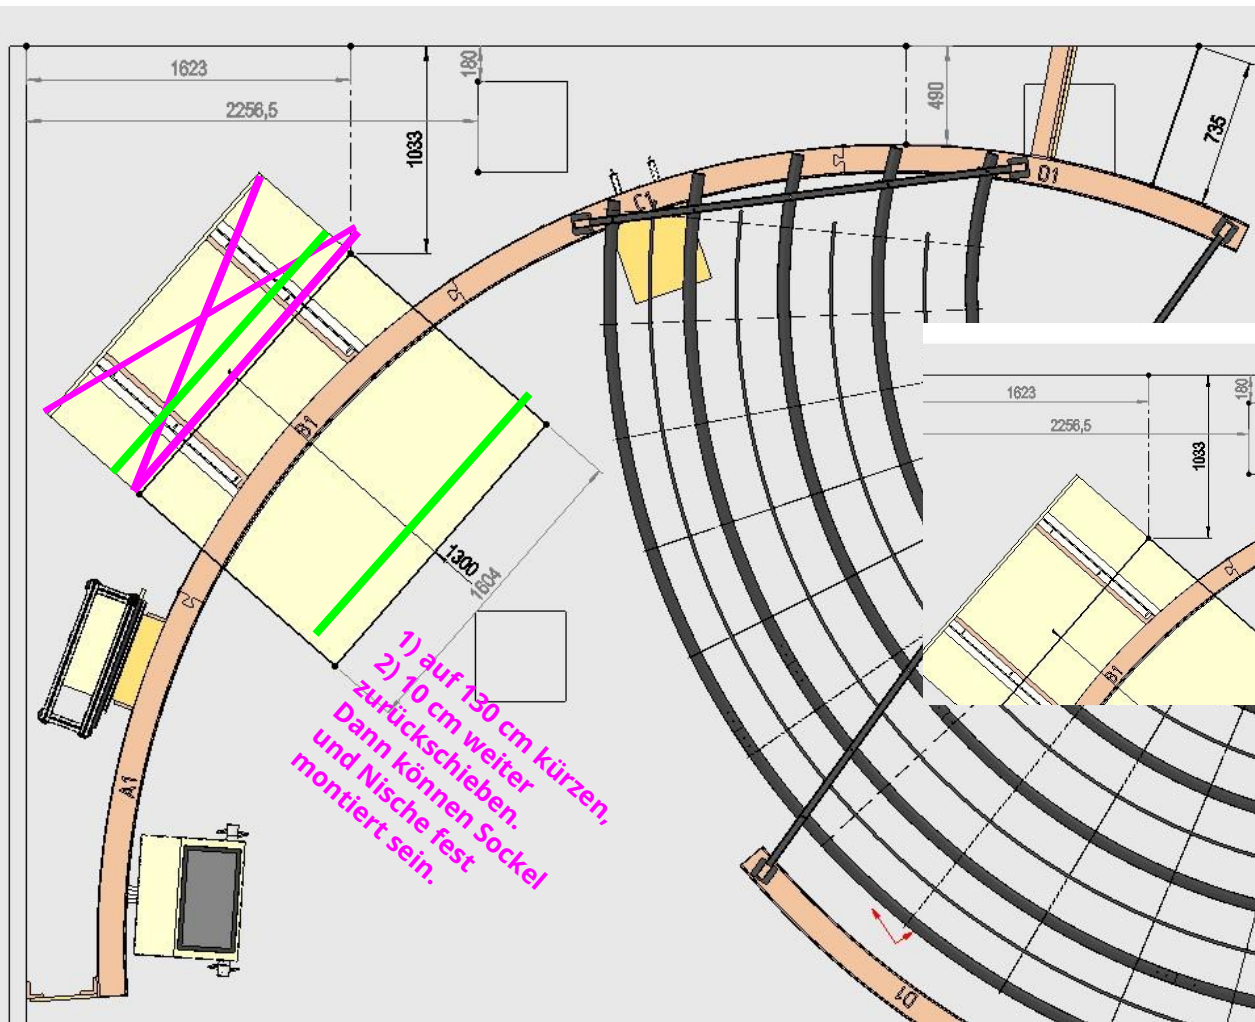 1623
2256,5
1033
180
490
735
C1
D1
B1
1300
1604
A1
1) auf 130 cm kürzen,
2) 10 cm weiter
zurückschieben.
Dann können Sockel
und Nische fest
montiert sein.
1623
2256,5
1033
180
B1
D1